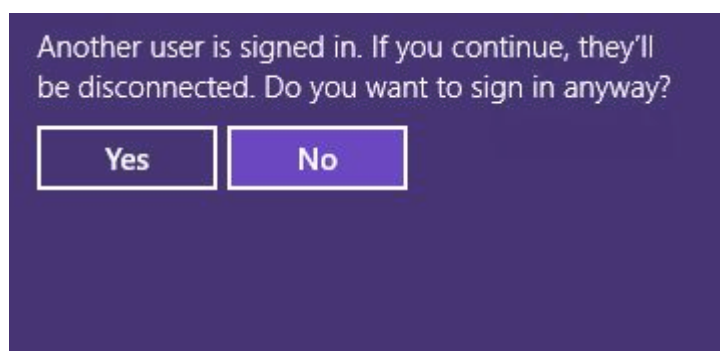 Another user is signed in. If you continue, they'll
be disconnected. Do you want to sign in anyway?
Yes
No